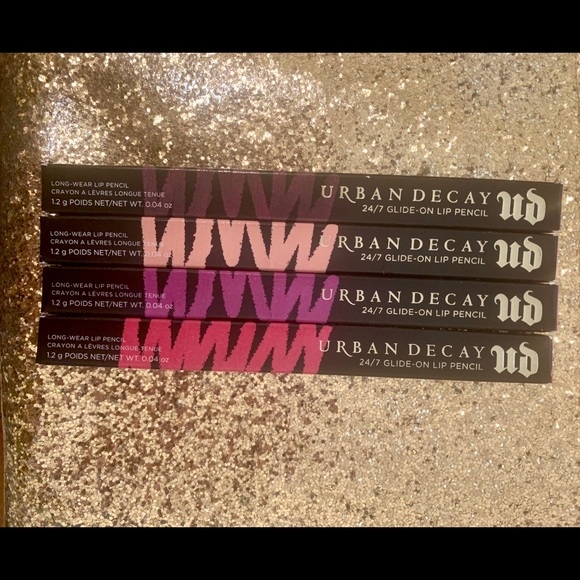 LONG-WEAR LIP PENCIL
CRAYON A LÈVRES LONGUE TENUE
1.2 g POIDS NET/NET WT. 0.04 oz
URBAN DECAY
24/7 GLIDE-ON LIP PENCIL
UD
LONG-WEAR LIP PENCIL
CRAYON A LÈVRES LONGUE TENUE
1.2 g POIDS NET/NET WT. 0.04 oz
URBAN DECAY
24/7 GLIDE-ON LIP PENCIL
UD
LONG-WEAR LIP PENCIL
CRAYON A LÈVRES LONGUE TENUE
1.2 g POIDS NET/NET WT. 0.04 oz
URBAN DECAY
24/7 GLIDE-ON LIP PENCIL
UD
LONG-WEAR LIP PENCIL
CRAYON A LÈVRES LONGUE TENUE
1.2 g POIDS NET/NET WT. 0.04 oz
URBAN DECAY
24/7 GLIDE-ON LIP PENCIL
UD